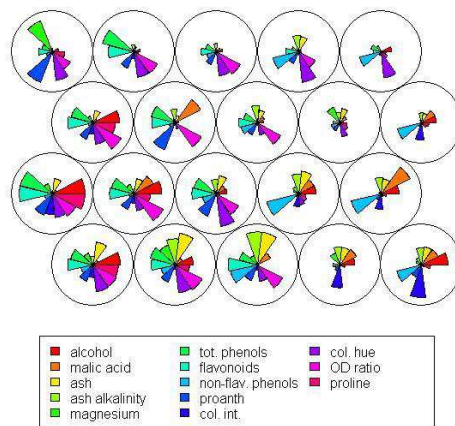 alcohol tot. phenols col. hue
malic acid flavonoids OD ratio
ash non-flav. phenols proline
ash alkalinity proanth
magnesium col. int.